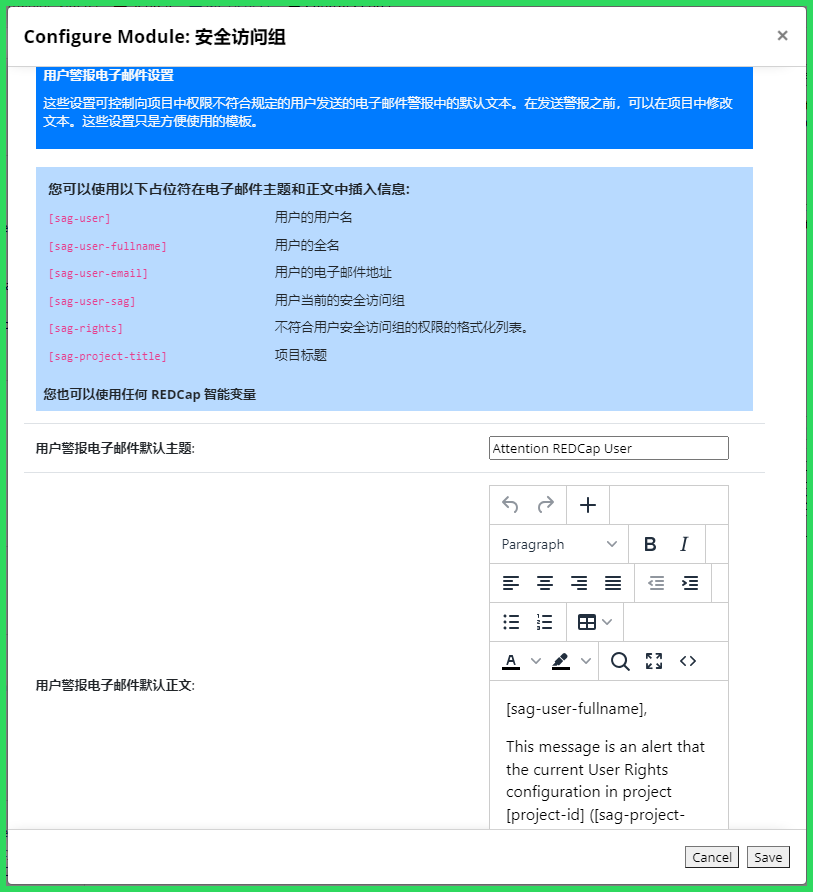 Configure Module: 安全访问组
×
用户警报电子邮件设置
这些设置可控制向项目中权限不符合规定的用户发送的电子邮件警报中的默认文本。在发送警报之前，可以在项目中修改
文本。这些设置只是方便使用的模板。
您可以使用以下占位符在电子邮件主题和正文中插入信息:
[sag-user] 用户的用户名
[sag-user-fullname] 用户的全名
[sag-user-email] 用户的电子邮件地址
[sag-user-sag] 用户当前的安全访问组
[sag-rights] 不符合用户安全访问组的权限的格式化列表。
[sag-project-title] 项目标题
您也可以使用任何 REDCap 智能变量
用户警报电子邮件默认主题: Attention REDCap User
Paragraph B I
A
用户警报电子邮件默认正文:
[sag-user-fullname],
This message is an alert that
the current User Rights
configuration in project
[project-id] ([sag-project-
Cancel Save